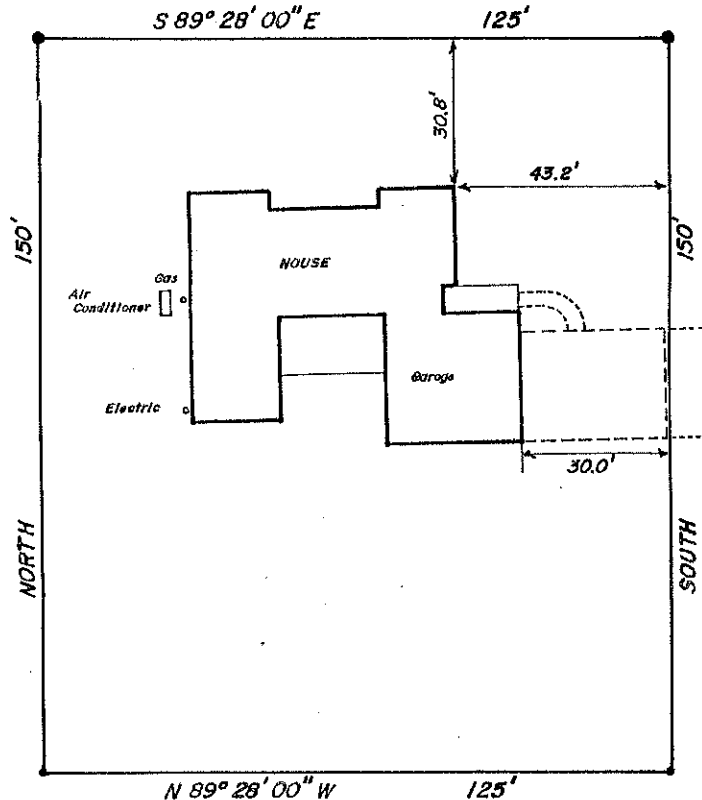 S 89° 28' 00" E 125'
30.8'
43.2'
150'
150'
HOUSE
Gas
Air
Conditioner
Garage
Electric
30.0'
NORTH
SOUTH
N 89° 28' 00" W 125'